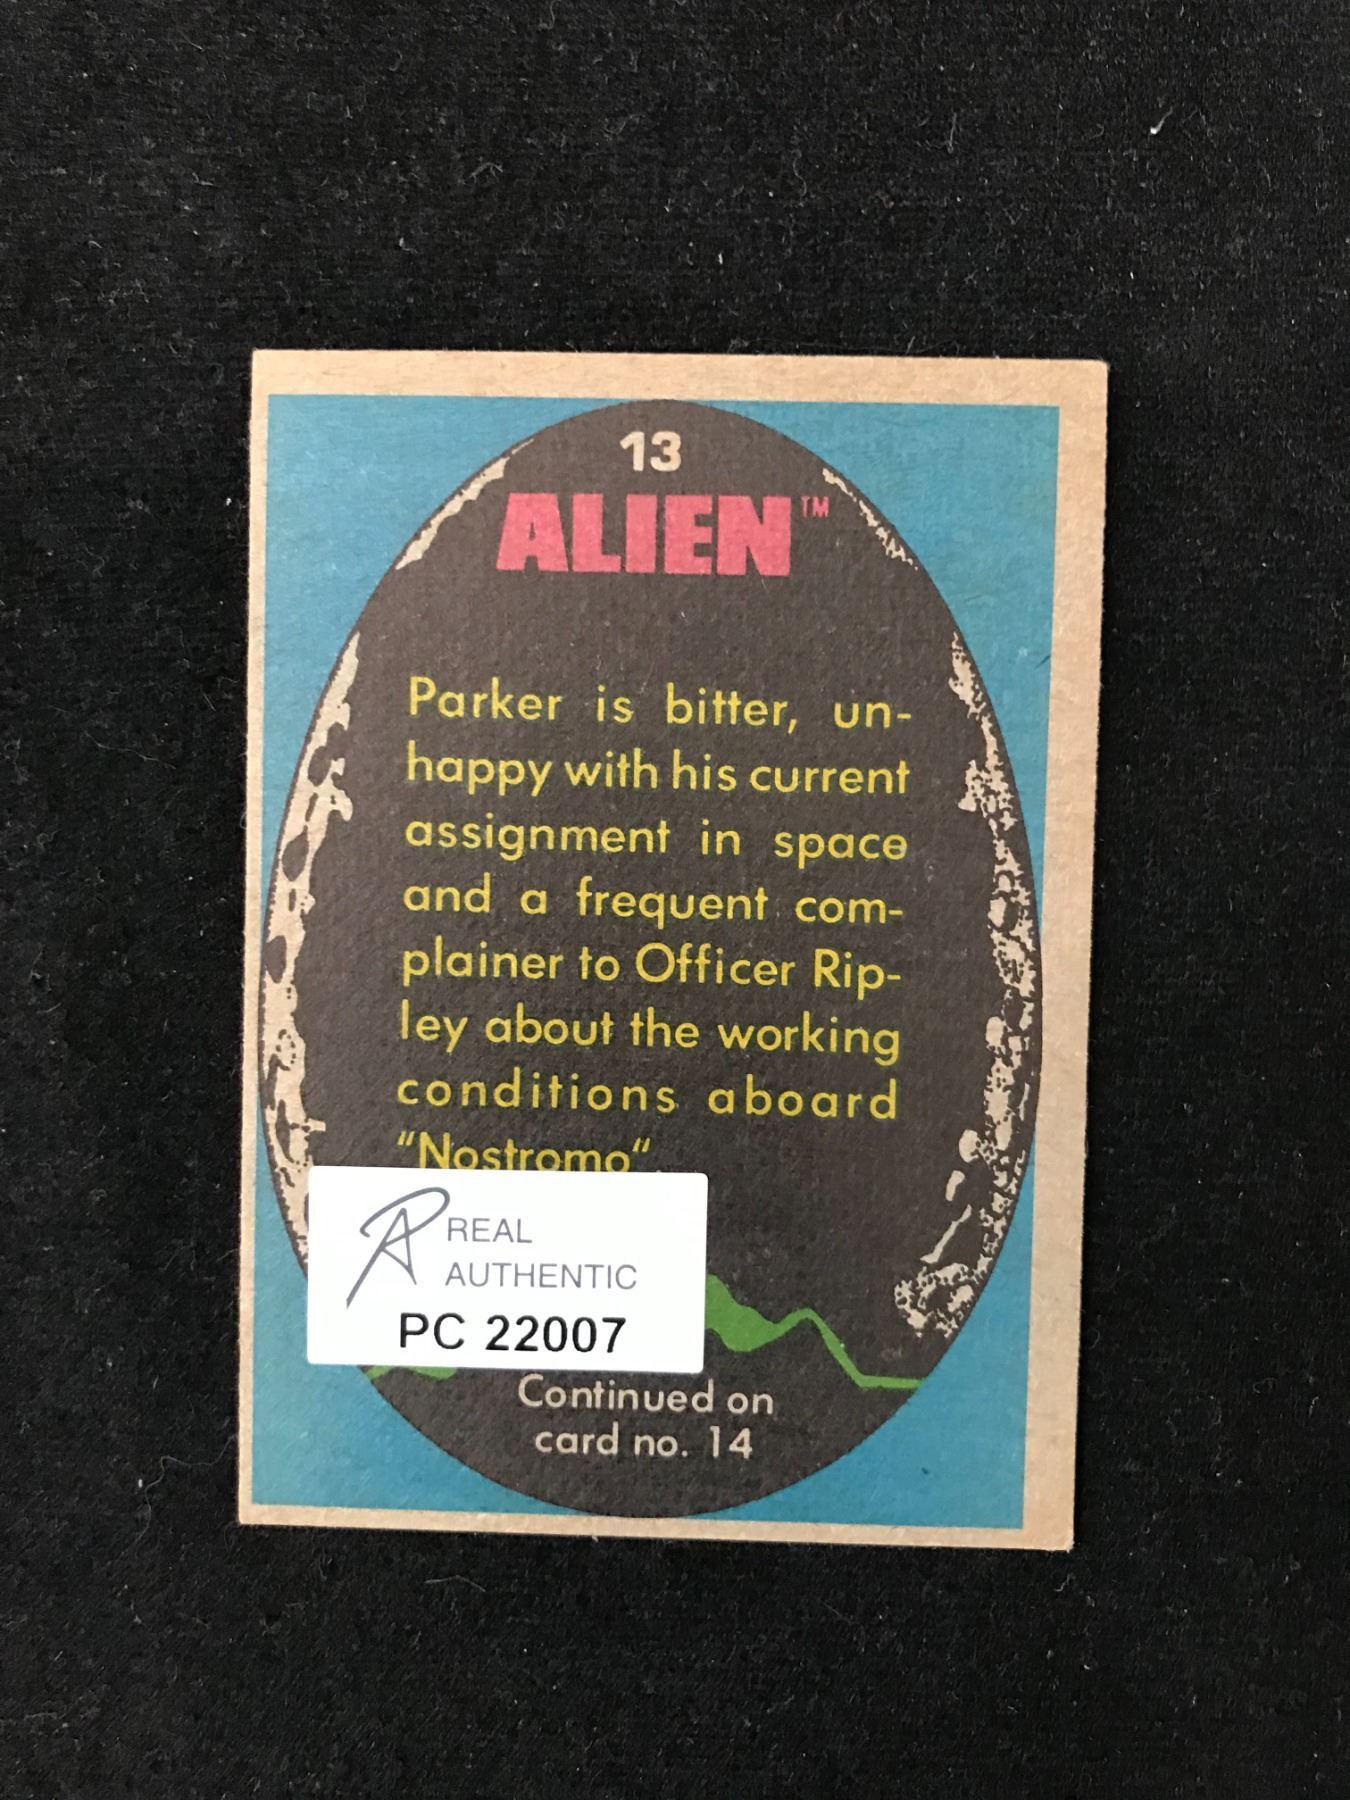 13
ALIEN™
Parker is bitter, un-
happy with his current
assignment in space
and a frequent com-
plainer to Officer Rip-
ley about the working
conditions aboard
"Nostromo".
REAL
AUTHENTIC
PC 22007
Continued on
card no. 14